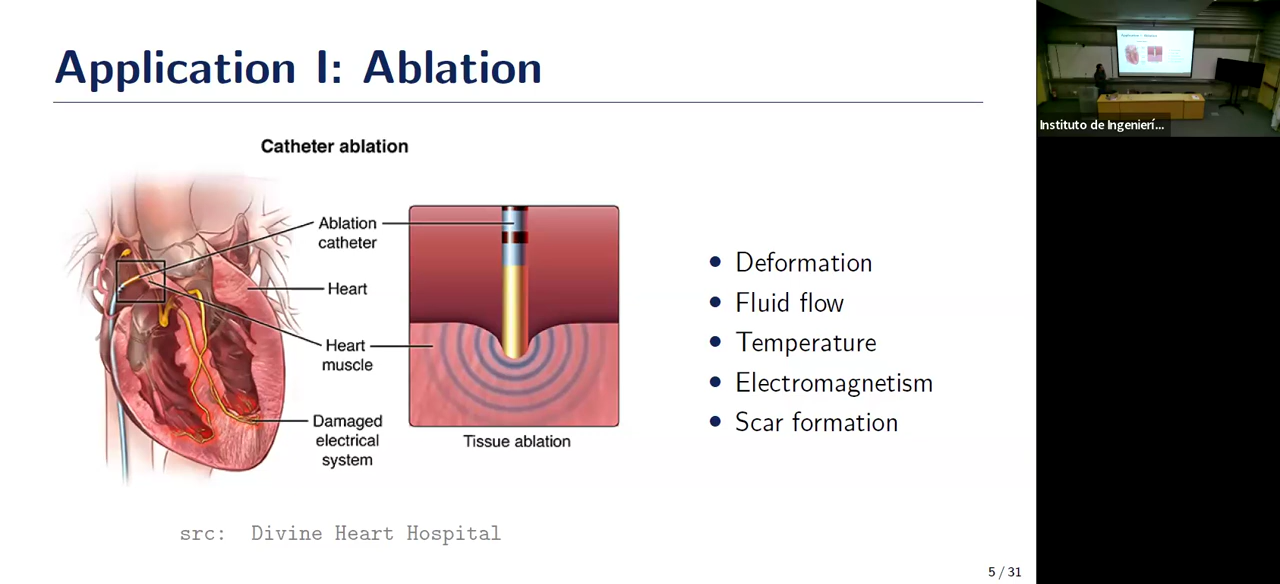 Application I: Ablation
Catheter ablation
Ablation
catheter
Heart
Heart
muscle
Damaged
electrical
system
Tissue ablation
src: Divine Heart Hospital
• Deformation
• Fluid flow
• Temperature
• Electromagnetism
• Scar formation
5 / 31
Instituto de Ingenierí...